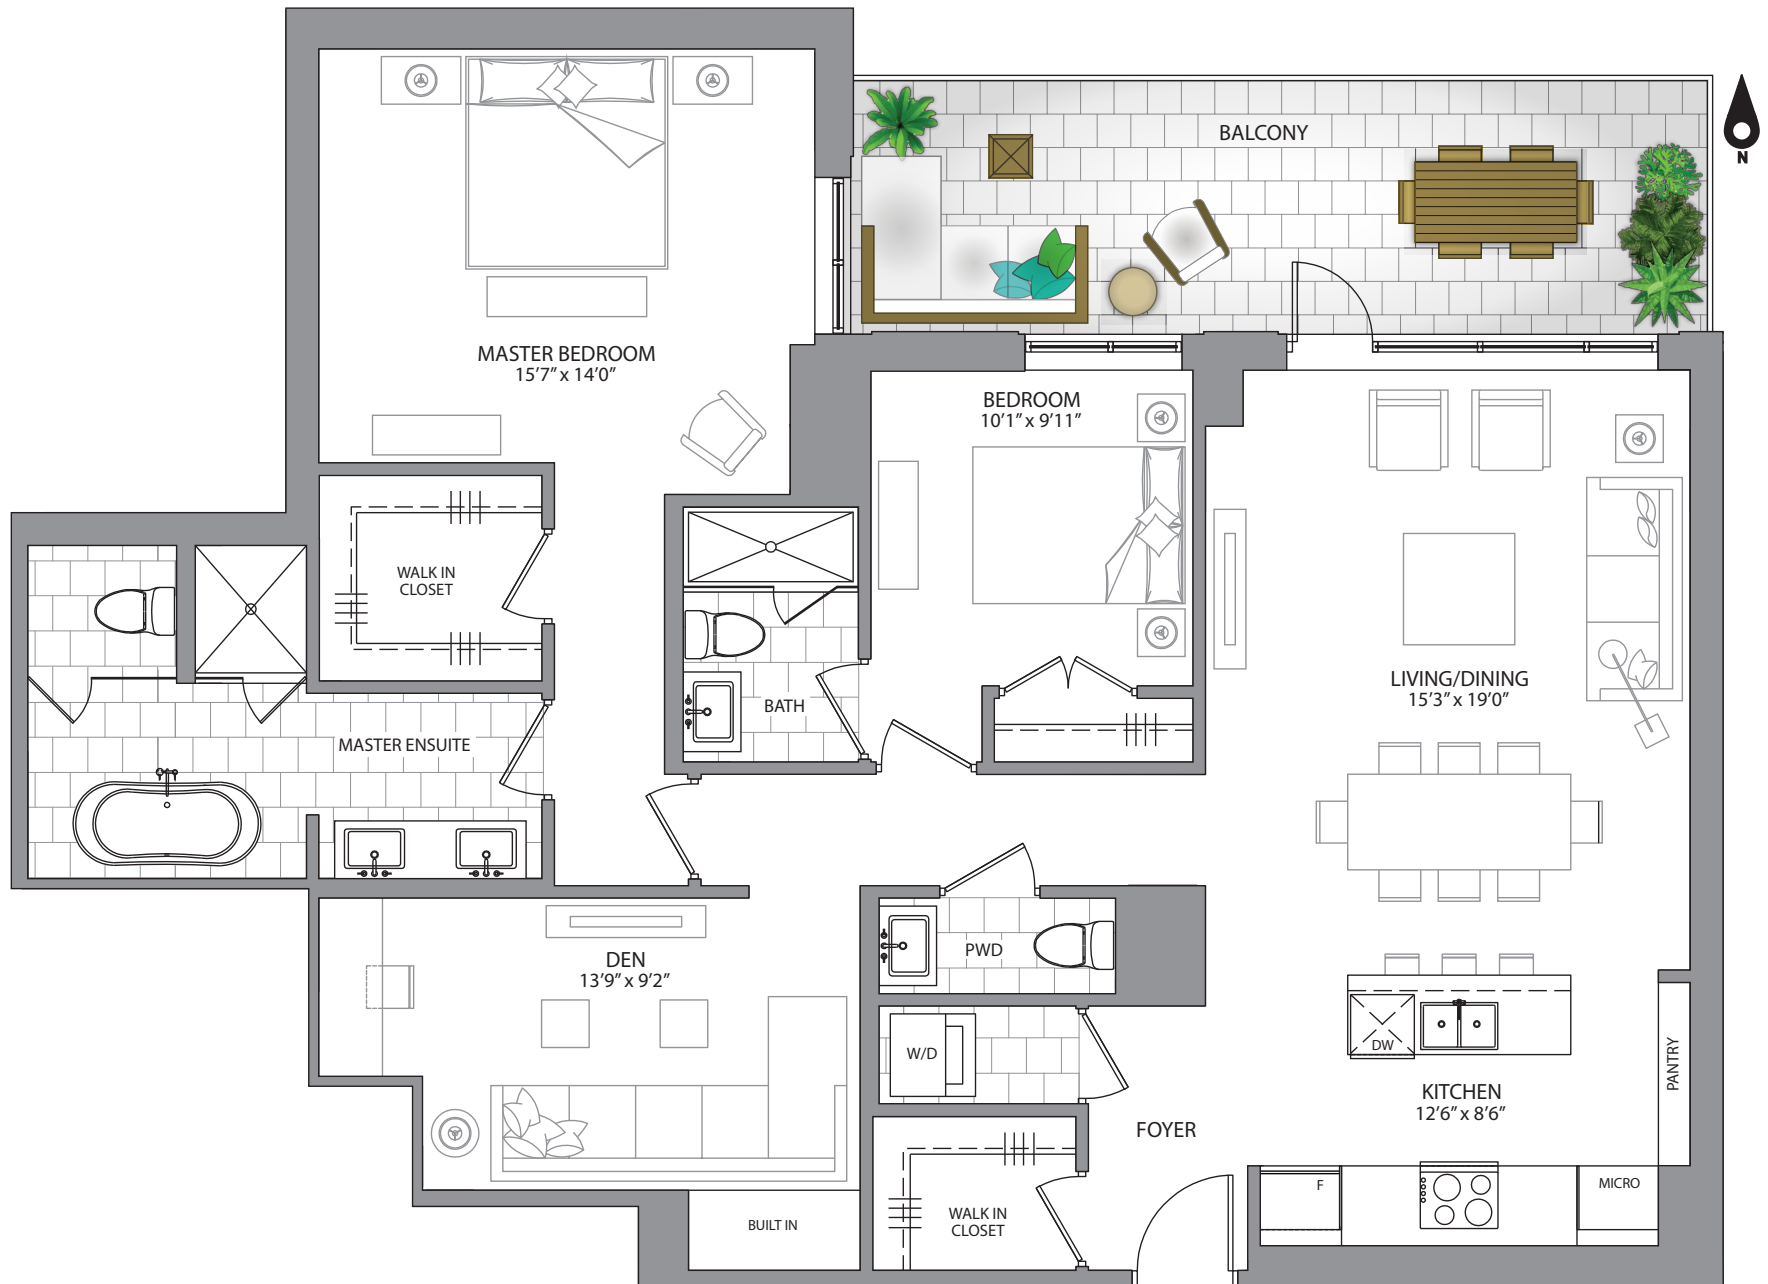 BALCONY
N
MASTER BEDROOM
15'7" x 14'0"
BEDROOM
10'1" x 9'11"
WALK IN
CLOSET
LIVING/DINING
15'3" x 19'0"
BATH
MASTER ENSUITE
DEN
13'9" x 9'2"
PWD
W/D
DW
PANTRY
KITCHEN
12'6" x 8'6"
FOYER
F
MICRO
WALK IN
CLOSET
BUILT IN